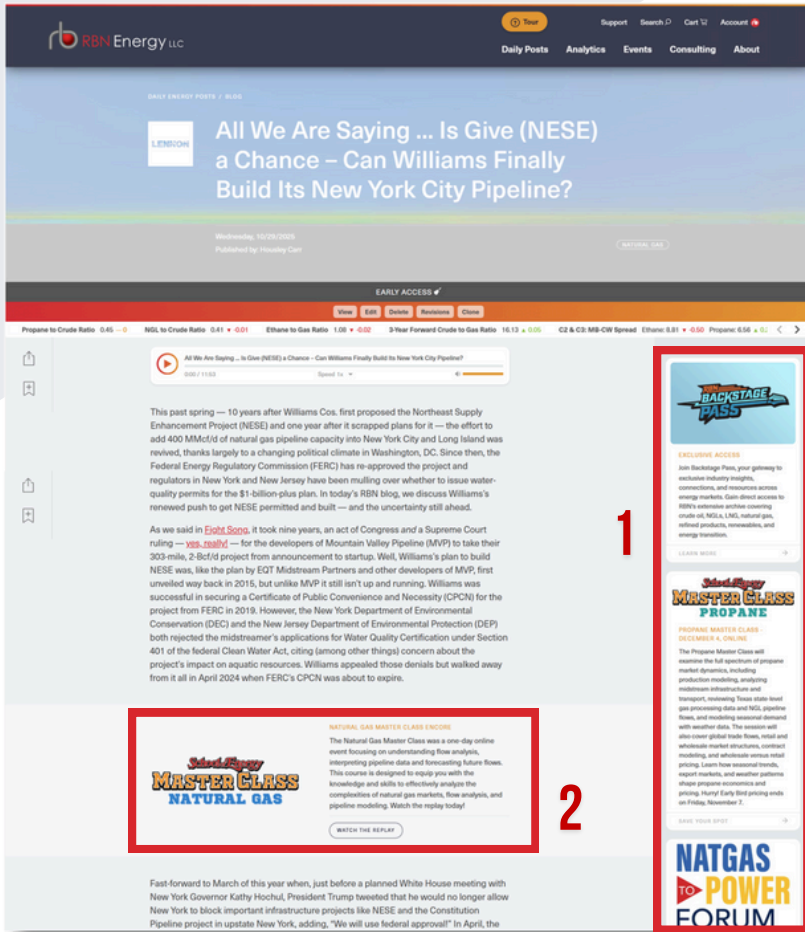 RBN Energy LLC
Tour
Support Search Cart Account
Daily Posts Analytics Events Consulting About
DAILY ENERGY POSTS / BLOG
LENNON
All We Are Saying ... Is Give (NESE)
a Chance – Can Williams Finally
Build Its New York City Pipeline?
Wednesday, 10/29/2025
Published by: Housley Carr
NATURAL GAS
EARLY ACCESS
View Edit Delete Revisions Clone
Propane to Crude Ratio 0.45 – 0 NGL to Crude Ratio 0.41 ▼ -0.01 Ethane to Gas Ratio 1.08 ▼ -0.02 3-Year Forward Crude to Gas Ratio 16.13 ▲ 0.05 C2 & C3: MB-CW Spread Ethane: 8.81 ▼ -0.50 Propane: 6.56 ▲
All We Are Saying ... Is Give (NESE) a Chance – Can Williams Finally Build Its New York City Pipeline?
0:00 / 11:53 Speed 1x
This past spring — 10 years after Williams Cos. first proposed the Northeast Supply
Enhancement Project (NESE) and one year after it scrapped plans for it — the effort to
add 400 MMcf/d of natural gas pipeline capacity into New York City and Long Island was
revived, thanks largely to a changing political climate in Washington, DC. Since then, the
Federal Energy Regulatory Commission (FERC) has re-approved the project and
regulators in New York and New Jersey have been mulling over whether to issue water-
quality permits for the $1-billion-plus plan. In today's RBN blog, we discuss Williams's
renewed push to get NESE permitted and built — and the uncertainty still ahead.
As we said in Fight Song, it took nine years, an act of Congress and a Supreme Court
ruling — yes, really! — for the developers of Mountain Valley Pipeline (MVP) to take their
303-mile, 2-Bcf/d project from announcement to startup. Well, Williams's plan to build
NESE was, like the plan by EQT Midstream Partners and other developers of MVP, first
unveiled way back in 2015, but unlike MVP it still isn't up and running. Williams was
successful in securing a Certificate of Public Convenience and Necessity (CPCN) for the
project from FERC in 2019. However, the New York Department of Environmental
Conservation (DEC) and the New Jersey Department of Environmental Protection (DEP)
both rejected the midstreamer's applications for Water Quality Certification under Section
401 of the federal Clean Water Act, citing (among other things) concern about the
project's impact on aquatic resources. Williams appealed those denials but walked away
from it all in April 2024 when FERC's CPCN was about to expire.
School of Energy
MASTER CLASS
NATURAL GAS
NATURAL GAS MASTER CLASS ENCORE
The Natural Gas Master Class was a one-day online
event focusing on understanding flow analysis,
interpreting pipeline data and forecasting future flows.
This course is designed to equip you with the
knowledge and skills to effectively analyze the
complexities of natural gas markets, flow analysis, and
pipeline modeling. Watch the replay today!
WATCH THE REPLAY
2
Fast-forward to March of this year when, just before a planned White House meeting with
New York Governor Kathy Hochul, President Trump tweeted that he would no longer allow
New York to block important infrastructure projects like NESE and the Constitution
Pipeline project in upstate New York, adding, "We will use federal approval!" In April, the
1
RBN
BACKSTAGE
PASS
EXCLUSIVE ACCESS
Join Backstage Pass, your gateway to
exclusive industry insights,
connections, and resources across
energy markets. Gain direct access to
RBN's extensive archive covering
crude oil, NGLs, LNG, natural gas,
refined products, renewables, and
energy transition.
LEARN MORE
School of Energy
MASTER CLASS
PROPANE
PROPANE MASTER CLASS -
DECEMBER 4, ONLINE
The Propane Master Class will
examine the full spectrum of propane
market dynamics, including
production modeling, analyzing
midstream infrastructure and
transport, reviewing Texas state-level
gas processing data and NGL pipeline
flows, and modeling seasonal demand
with weather data. The session will
also cover global trade flows, retail and
wholesale market structures, contract
modeling, and wholesale versus retail
pricing. Learn how seasonal trends,
export markets, and weather patterns
shape propane economics and
pricing. Hurry! Early Bird pricing ends
on Friday, November 7.
SAVE YOUR SPOT
NATGAS
TO POWER
FORUM